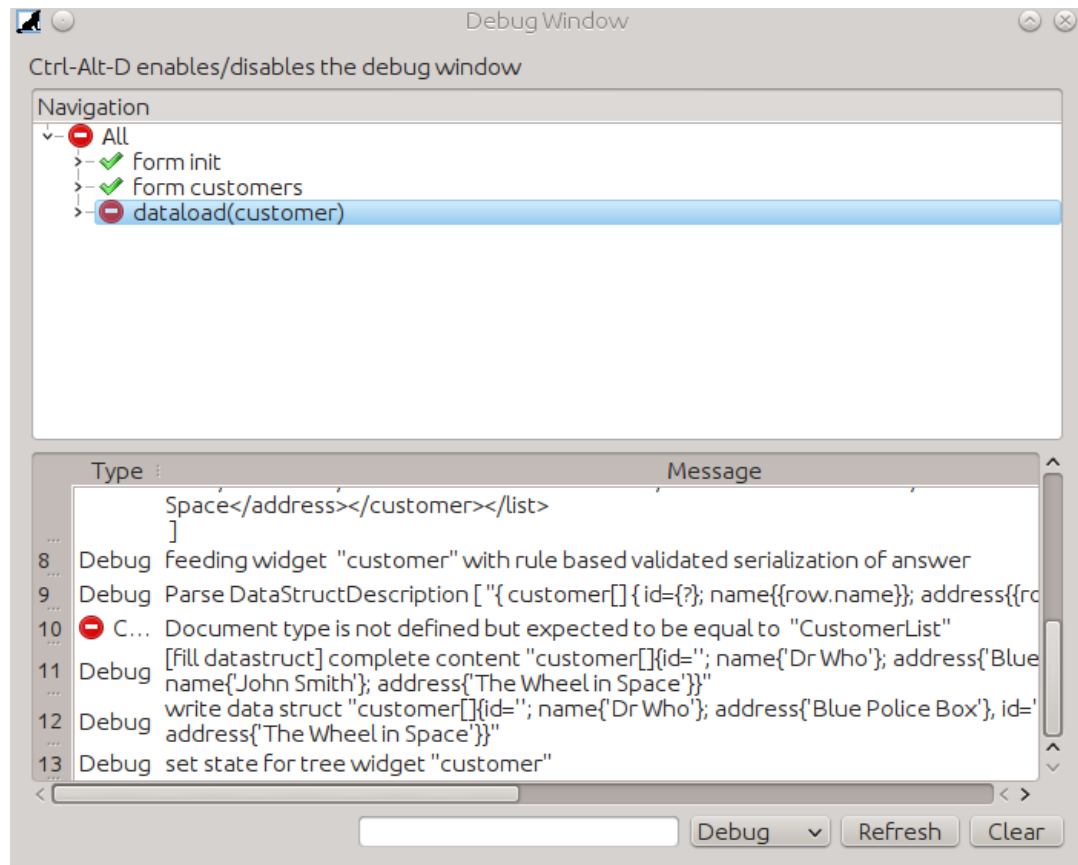 Debug Window
Ctrl-Alt-D enables/disables the debug window
Navigation
All
form init
form customers
dataload(customer)
Type Message
Space</address></customer></list>
]
8 Debug feeding widget "customer" with rule based validated serialization of answer
9 Debug Parse DataStructDescription [ "{ customer[] { id={?}; name{{row.name}}; address{{ro
10 C... Document type is not defined but expected to be equal to "CustomerList"
[fill datastruct] complete content "customer[]{id=''; name{'Dr Who'}; address{'Blue
11 Debug
name{'John Smith'}; address{'The Wheel in Space'}}"
write data struct "customer[]{id=''; name{'Dr Who'}; address{'Blue Police Box'}, id='
12 Debug
address{'The Wheel in Space'}}"
13 Debug set state for tree widget "customer"
Debug Refresh Clear